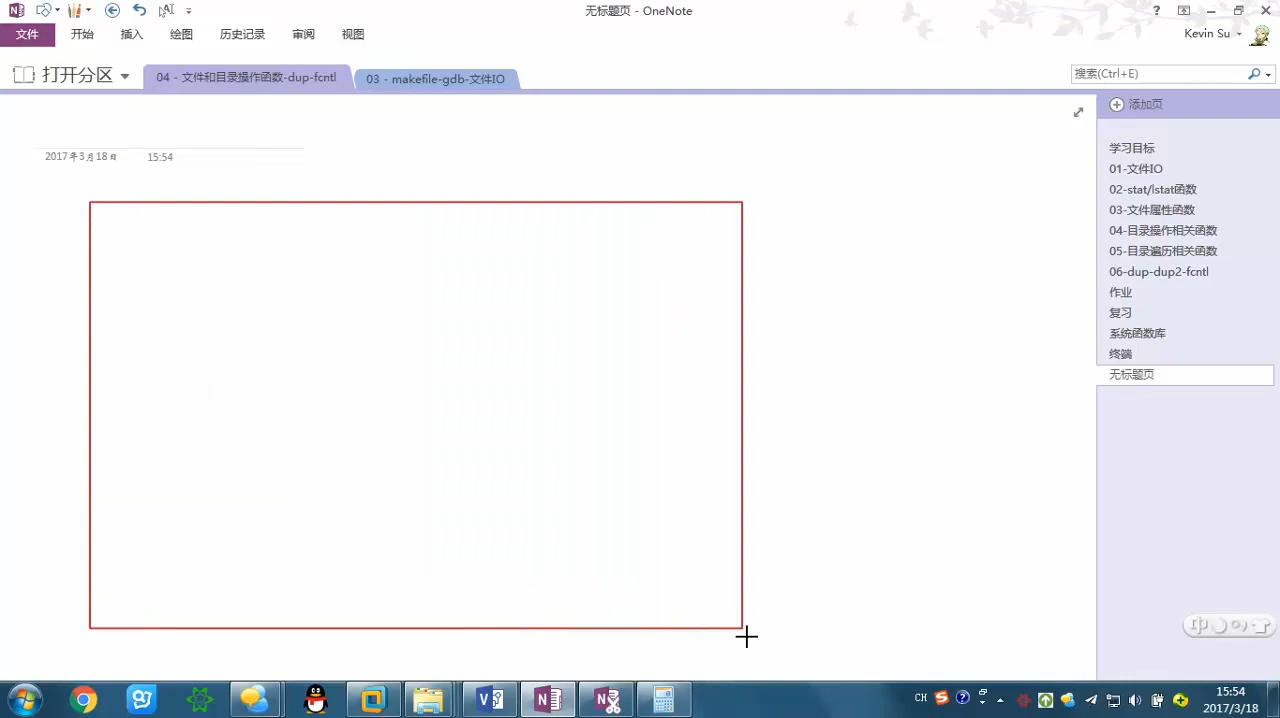 无标题页 - OneNote
文件 开始 插入 绘图 历史记录 审阅 视图
Kevin Su
打开分区
04 - 文件和目录操作函数-dup-fcntl
03 - makefile-gdb-文件IO
搜索(Ctrl+E)
添加页
2017年3月18日 15:54
学习目标
01-文件IO
02-stat/lstat函数
03-文件属性函数
04-目录操作相关函数
05-目录遍历相关函数
06-dup-dup2-fcntl
作业
复习
系统函数库
终端
无标题页
中
CH
15:54
2017/3/18